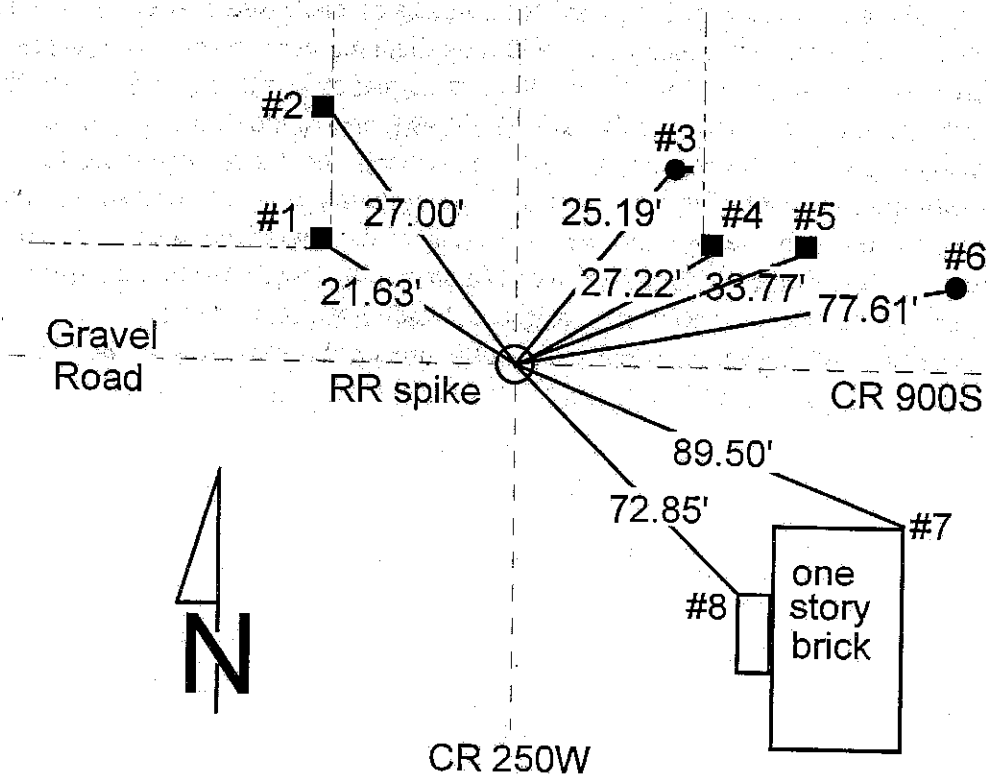 #2
#3
#1
27.00'
25.19'
#4
#5
#6
21.63'
27.22'
33.77'
77.61'
Gravel
Road
RR spike
CR 900S
89.50'
72.85'
#7
one
story
brick
#8
N
CR 250W